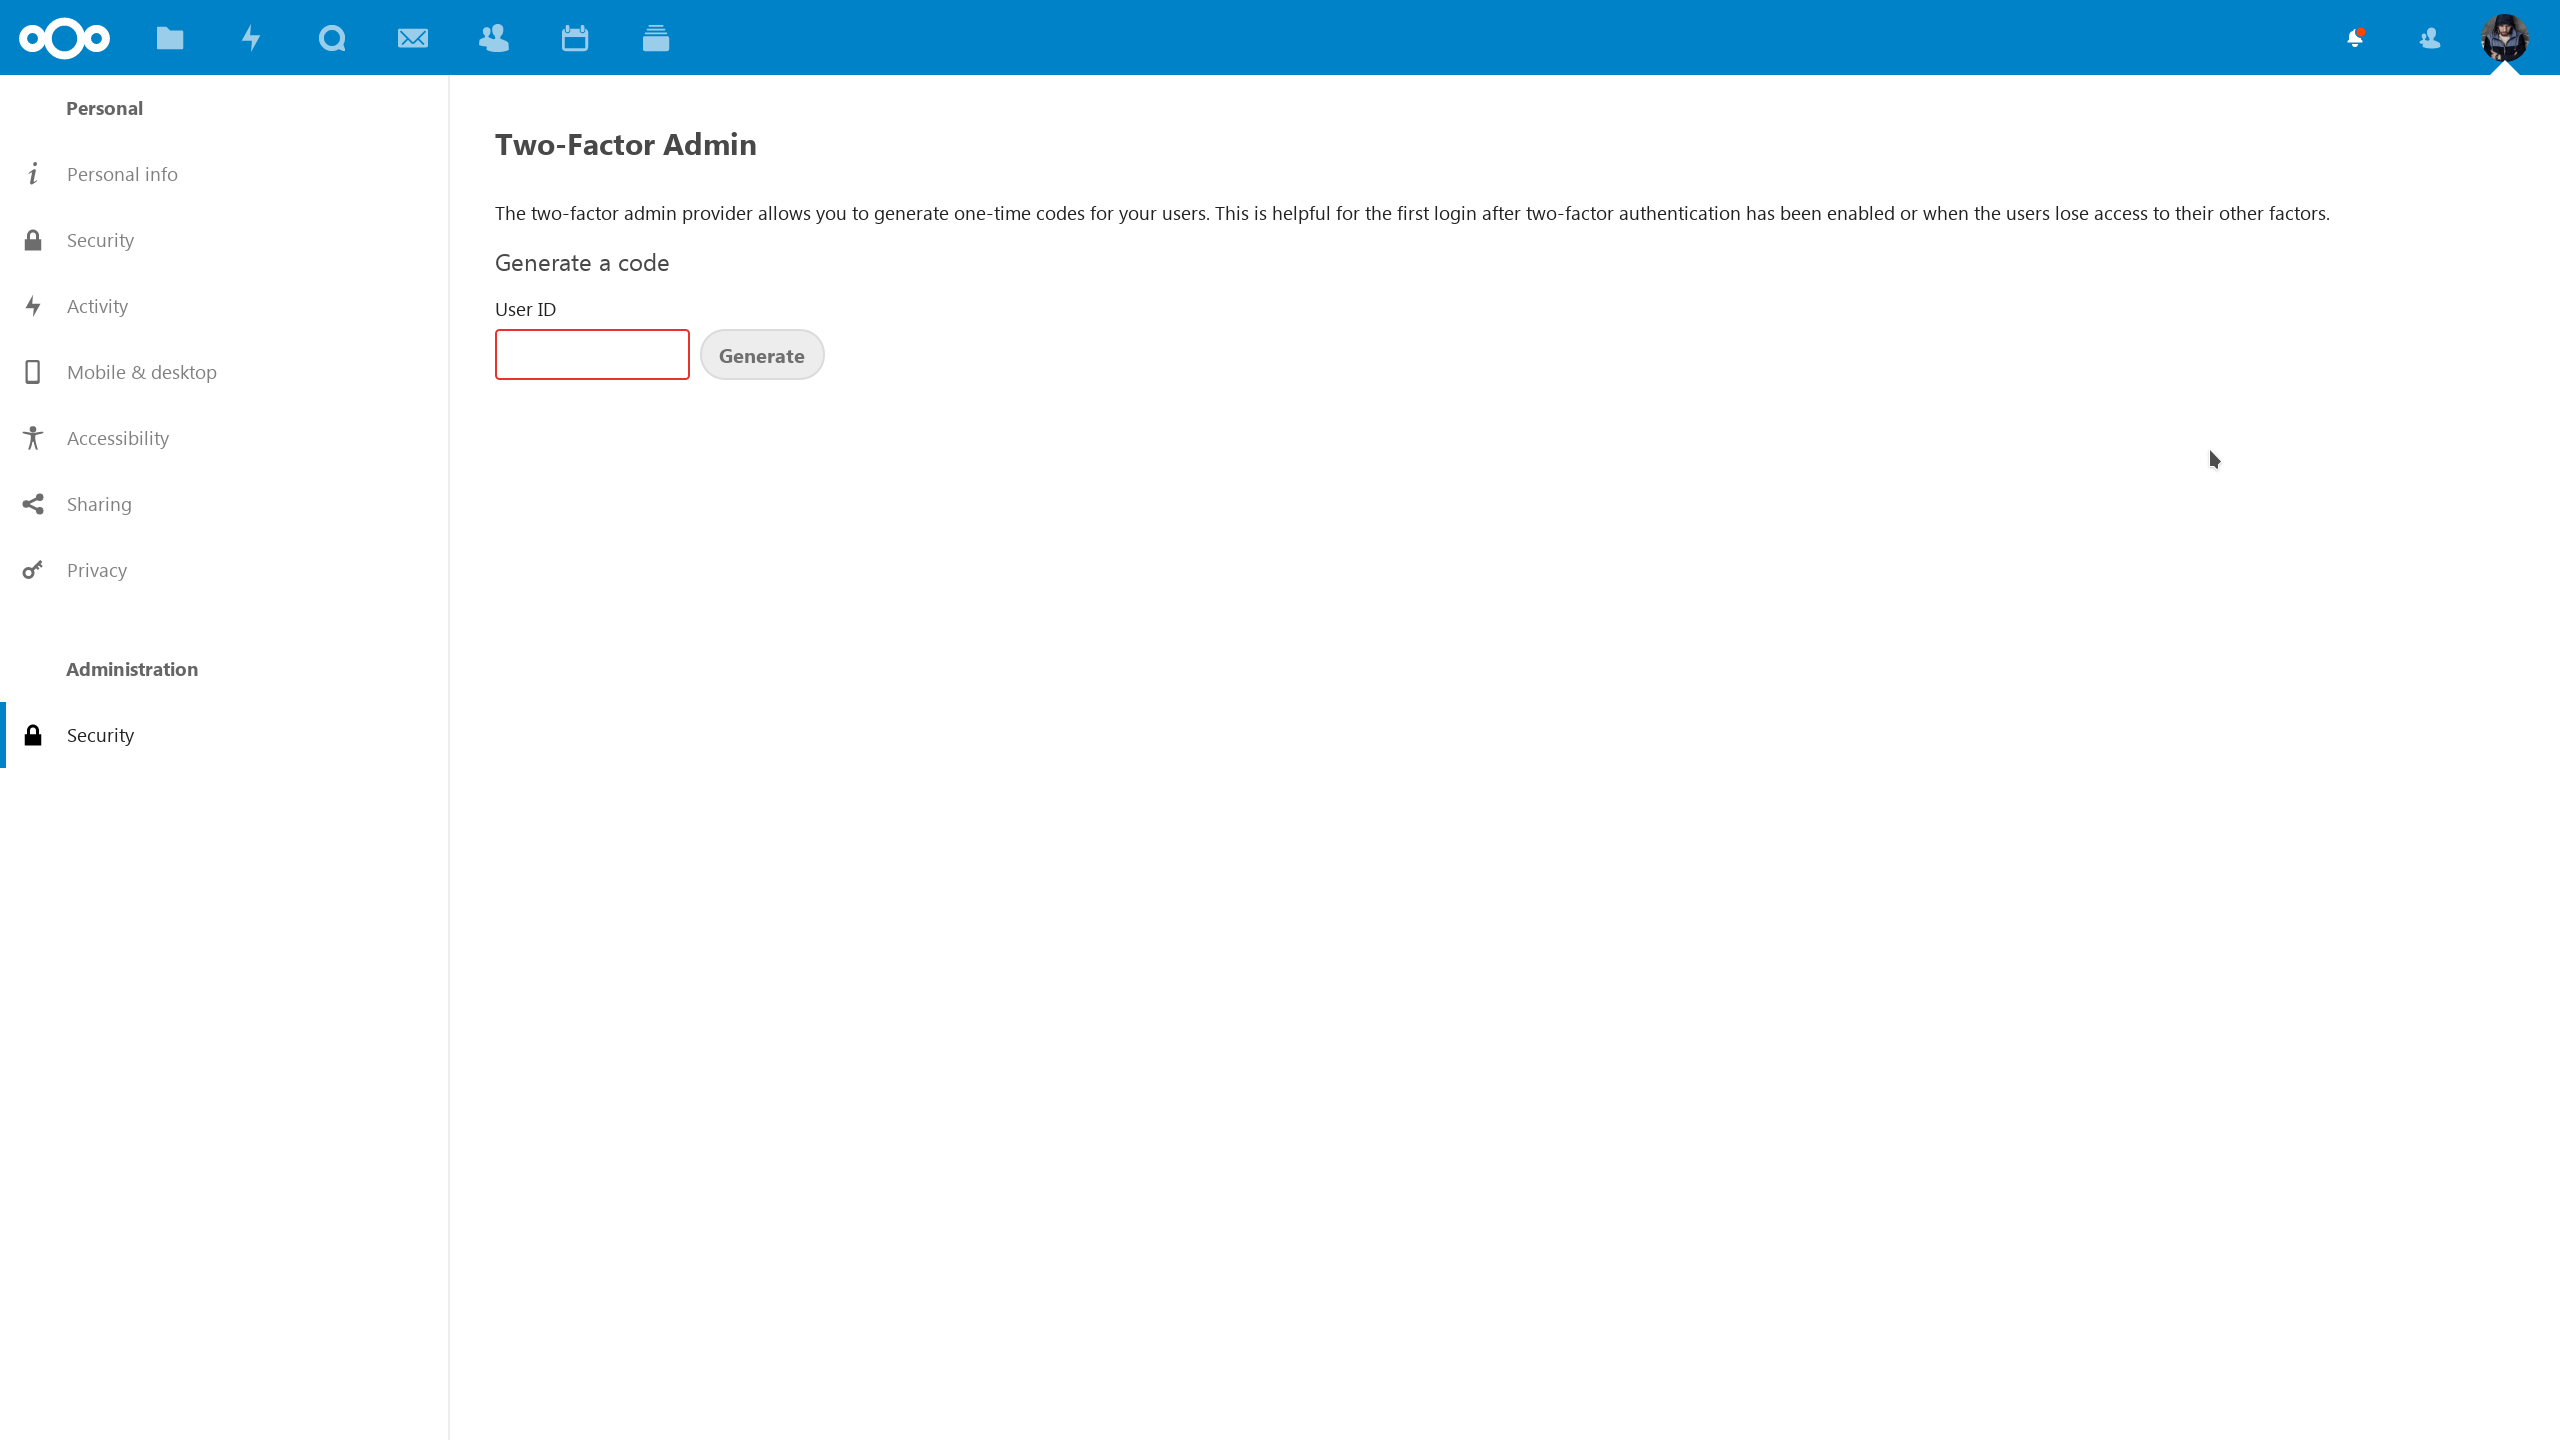 Personal
Personal info
Security
Activity
Mobile & desktop
Accessibility
Sharing
Privacy
Administration
Security
Two-Factor Admin
The two-factor admin provider allows you to generate one-time codes for your users. This is helpful for the first login after two-factor authentication has been enabled or when the users lose access to their other factors.
Generate a code
User ID
Generate